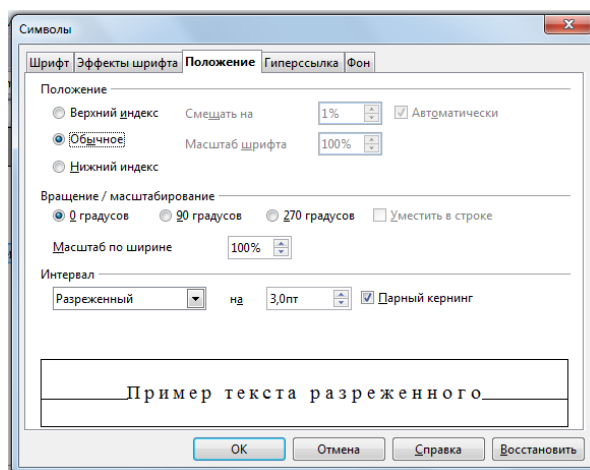 Символы
Шрифт Эффекты шрифта Положение Гиперссылка Фон
Положение
Верхний индекс Смещать на 1% Автоматически
Обычное Масштаб шрифта 100%
Нижний индекс
Вращение / масштабирование
0 градусов 90 градусов 270 градусов Уместить в строке
Масштаб по ширине 100%
Интервал
Разреженный на 3,0пт Парный кернинг
Пример текста разреженного
ОК Отмена Справка Восстановить